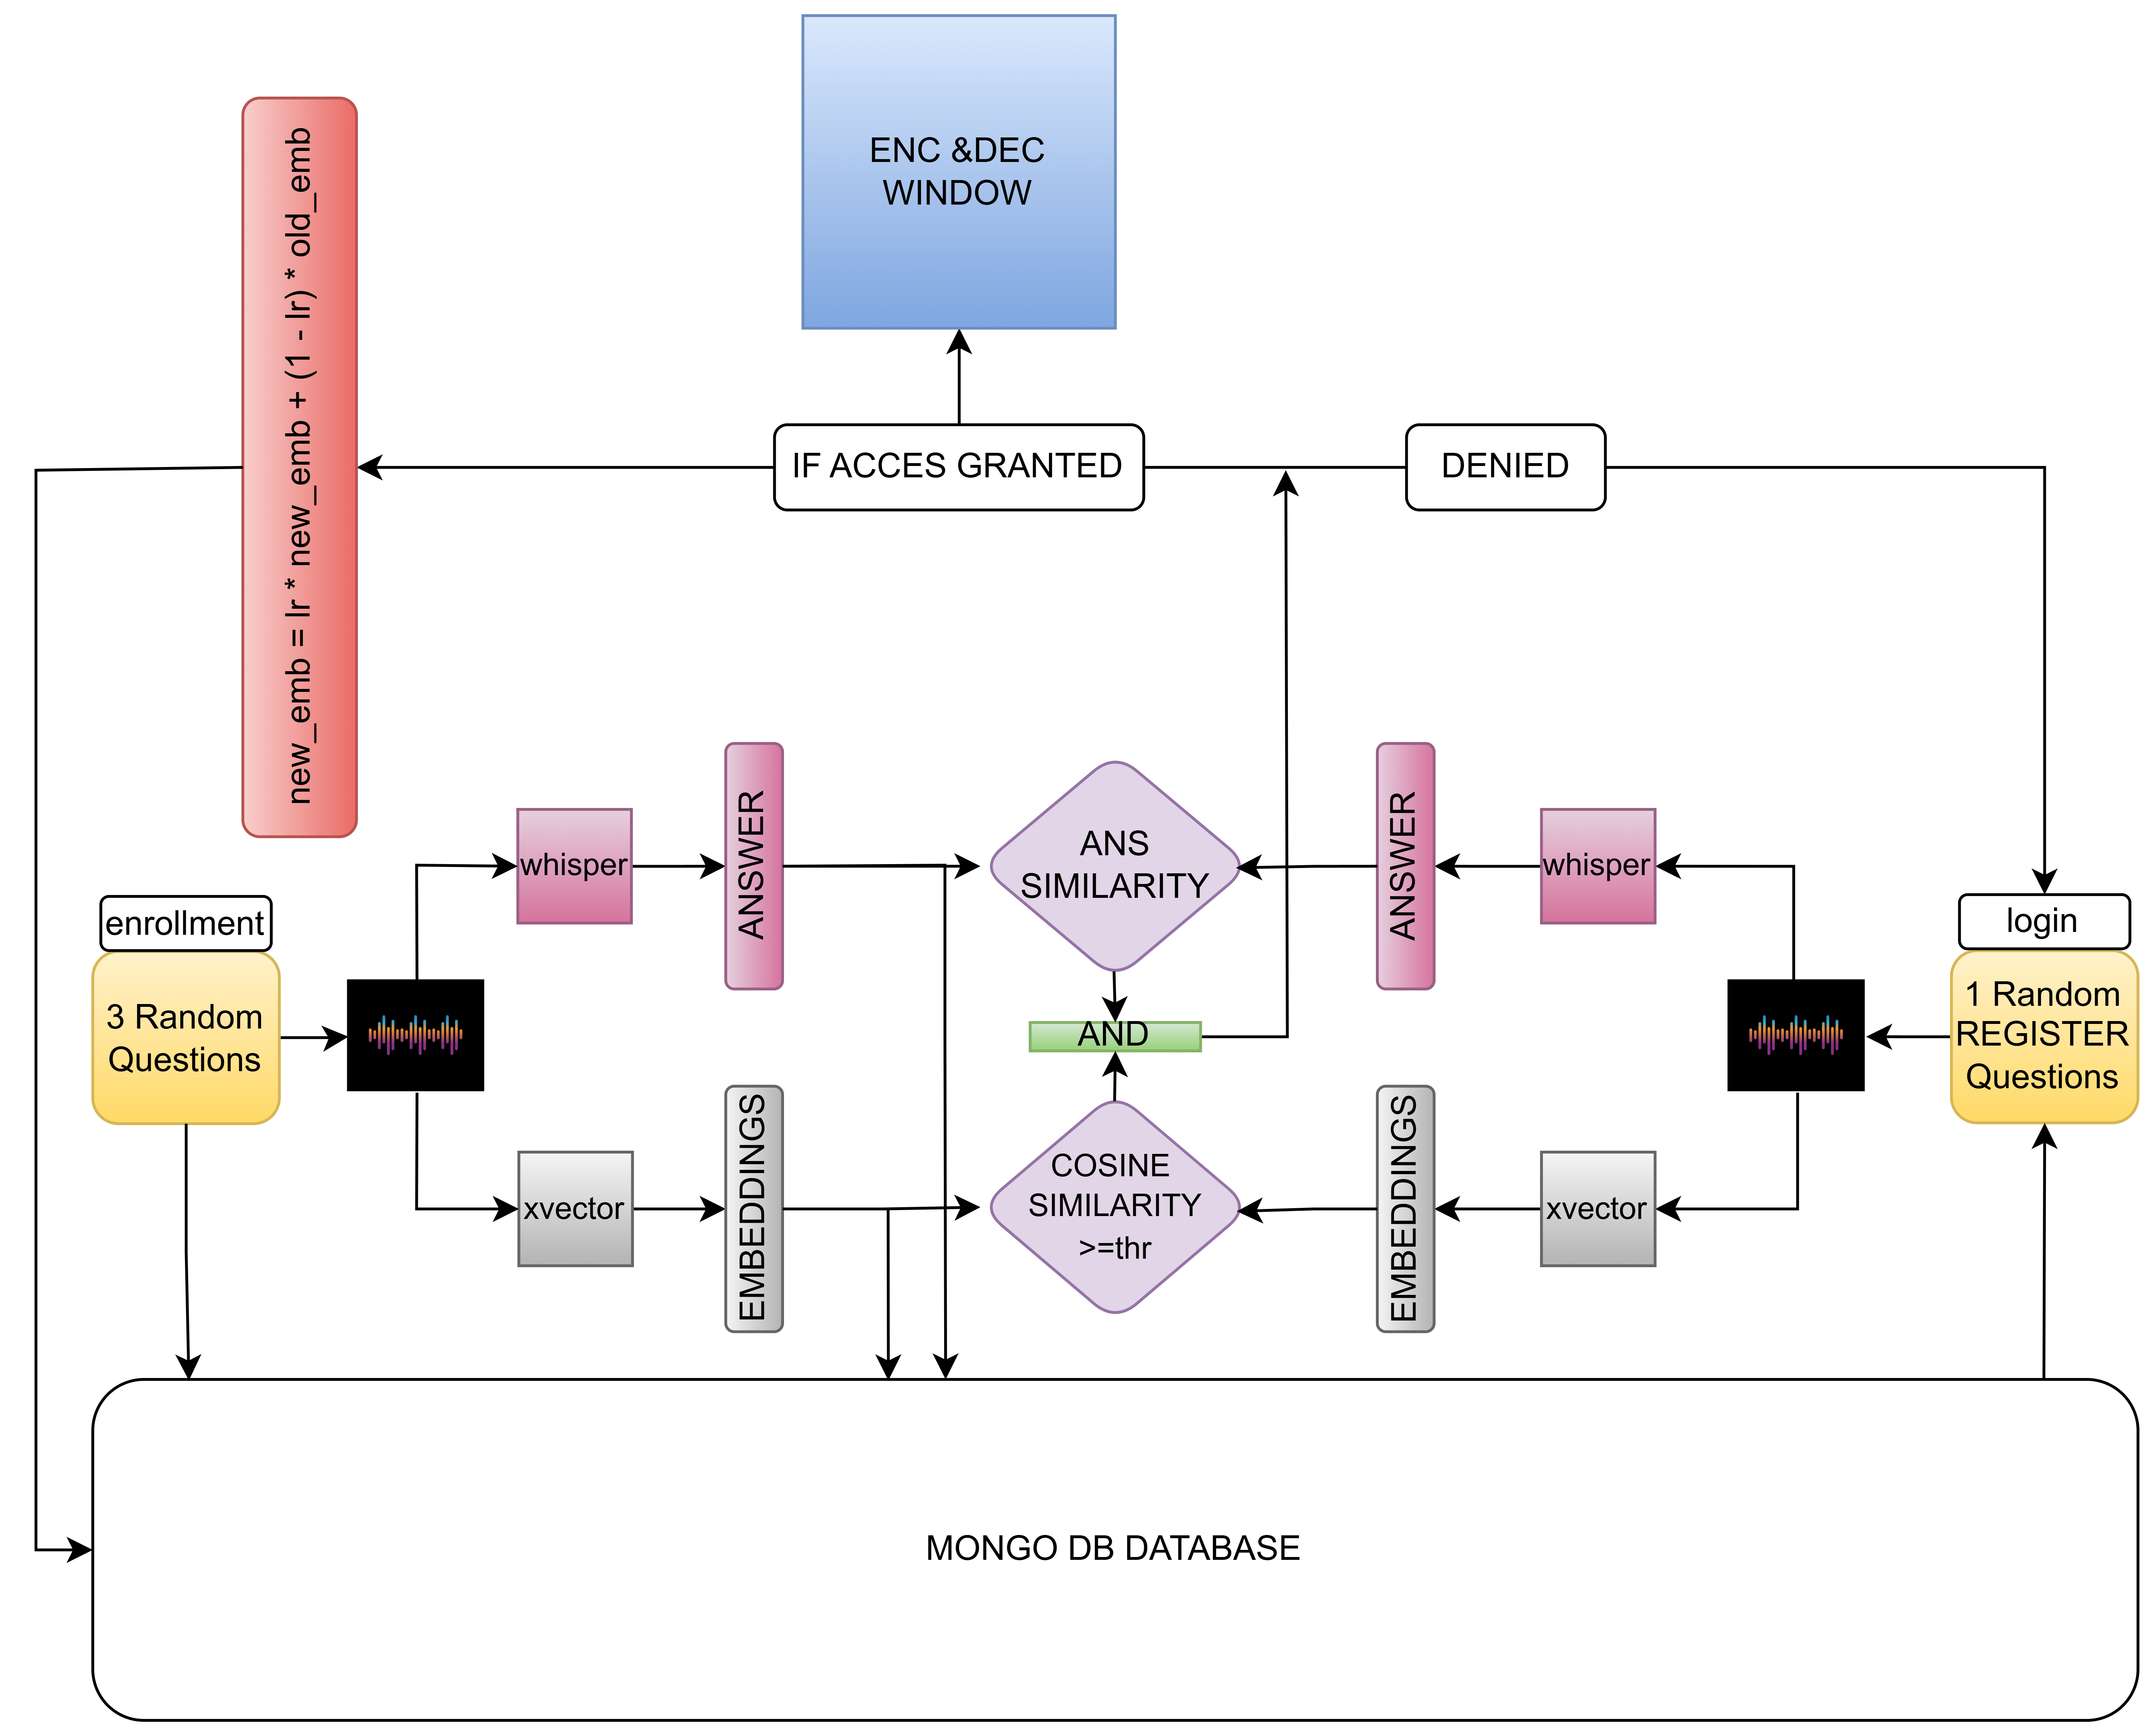 ENC &DEC
WINDOW
new_emb = lr * new_emb + (1 - lr) * old_emb
IF ACCES GRANTED
DENIED
whisper
ANSWER
ANS
SIMILARITY
ANSWER
whisper
enrollment
3 Random
Questions
login
1 Random
REGISTER
Questions
AND
xvector
EMBEDDINGS
COSINE
SIMILARITY
>=thr
EMBEDDINGS
xvector
MONGO DB DATABASE